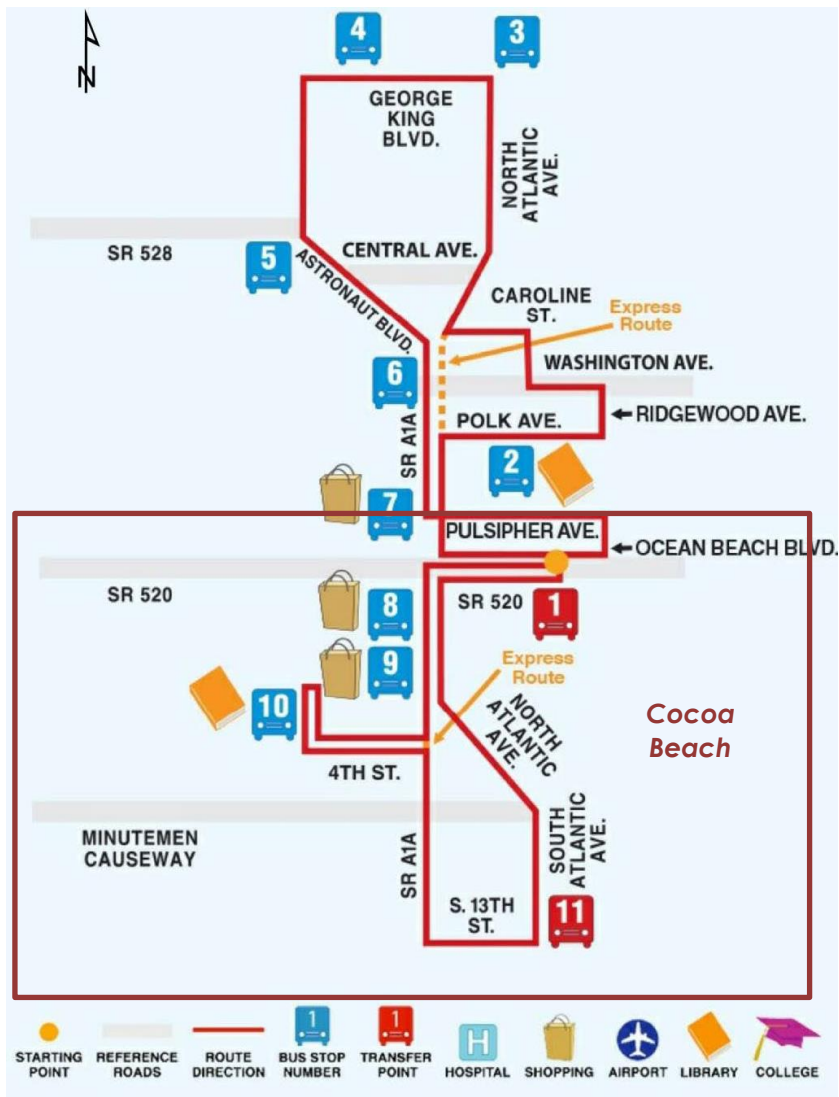 N
4
3
GEORGE
KING
BLVD.
NORTH
ATLANTIC
AVE.
SR 528
5
CENTRAL AVE.
ASTRONAUT BLVD.
CAROLINE
ST.
Express
Route
6
WASHINGTON AVE.
SR A1A
POLK AVE.
RIDGEWOOD AVE.
2
7
PULSIPHER AVE.
OCEAN BEACH BLVD.
SR 520
8
SR 520
1
9
Express
Route
10
NORTH
ATLANTIC
AVE.
Cocoa
Beach
4TH ST.
MINUTEMEN
CAUSEWAY
SR A1A
SOUTH
ATLANTIC
AVE.
S. 13TH
ST.
11
1
1
H
STARTING
POINT
REFERENCE
ROADS
ROUTE
DIRECTION
BUS STOP
NUMBER
TRANSFER
POINT
HOSPITAL
SHOPPING
AIRPORT
LIBRARY
COLLEGE